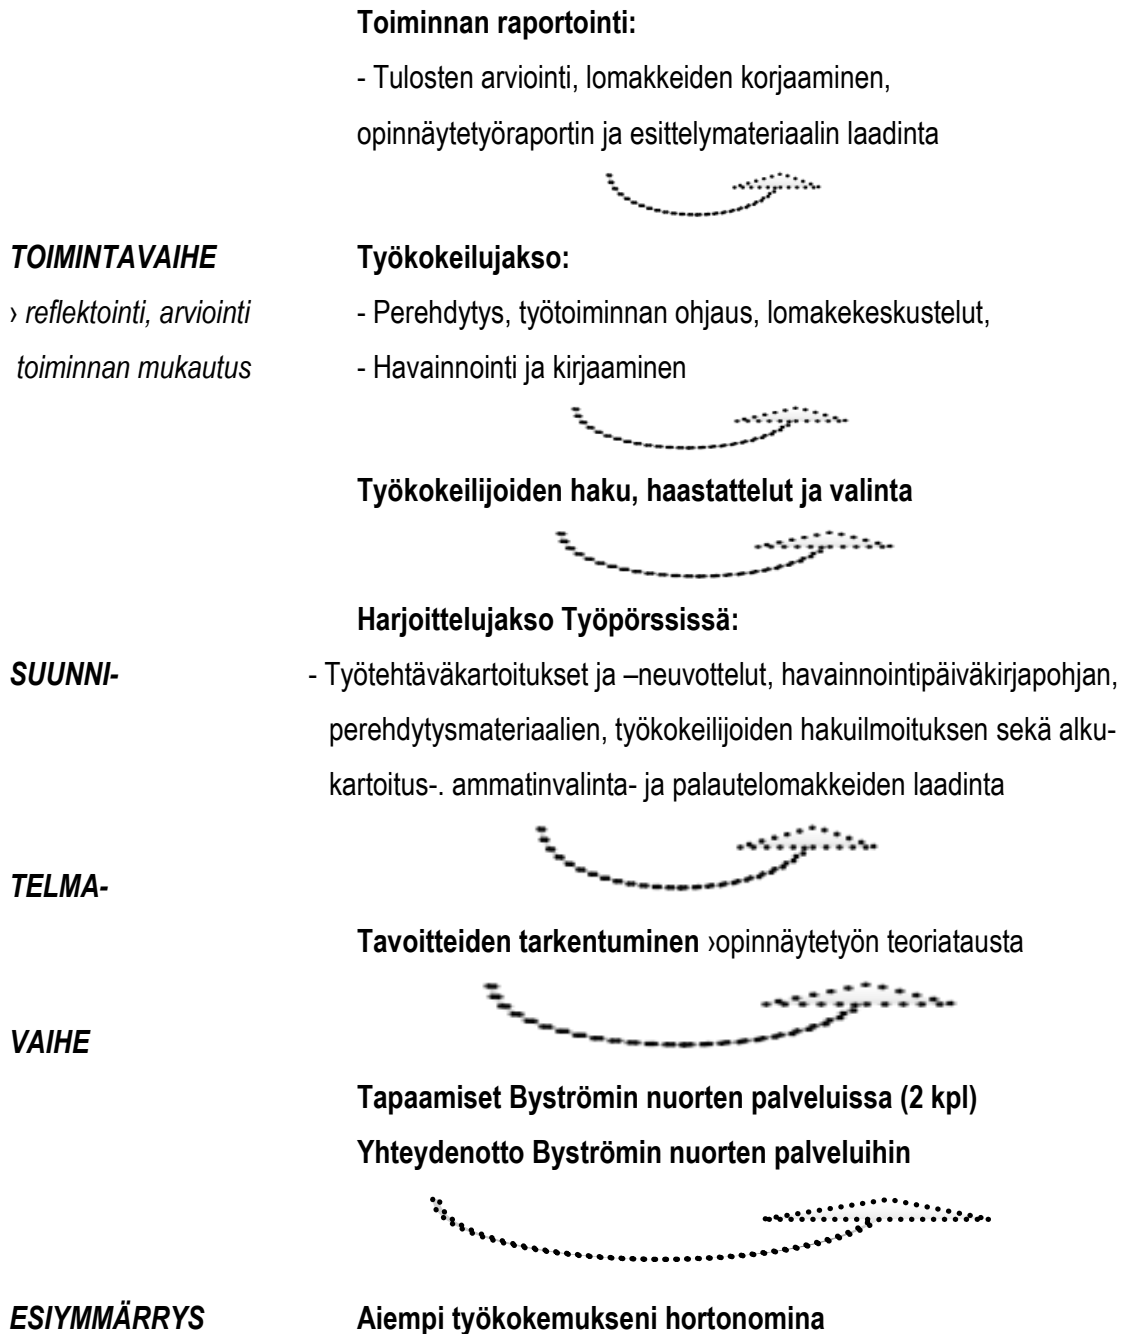 Toiminnan raportointi:
- Tulosten arviointi, lomakkeiden korjaaminen,
opinnäytetyöraportin ja esittelymateriaalin laadinta
TOIMINTAVAIHE Työkokeilujakso:
› reflektointi, arviointi - Perehdytys, työtoiminnan ohjaus, lomakekeskustelut,
toiminnan mukautus - Havainnointi ja kirjaaminen
Työkokeilijoiden haku, haastattelut ja valinta
Harjoittelujakso Työpörssissä:
SUUNNI- - Työtehtäväkartoitukset ja –neuvottelut, havainnointipäiväkirjapohjan,
perehdytysmateriaalien, työkokeilijoiden hakuilmoituksen sekä alku-
kartoitus-. ammatinvalinta- ja palautelomakkeiden laadinta
TELMA-
Tavoitteiden tarkentuminen ›opinnäytetyön teoriatausta
VAIHE
Tapaamiset Byströmin nuorten palveluissa (2 kpl)
Yhteydenotto Byströmin nuorten palveluihin
ESIYMMÄRRYS Aiempi työkokemukseni hortonomina